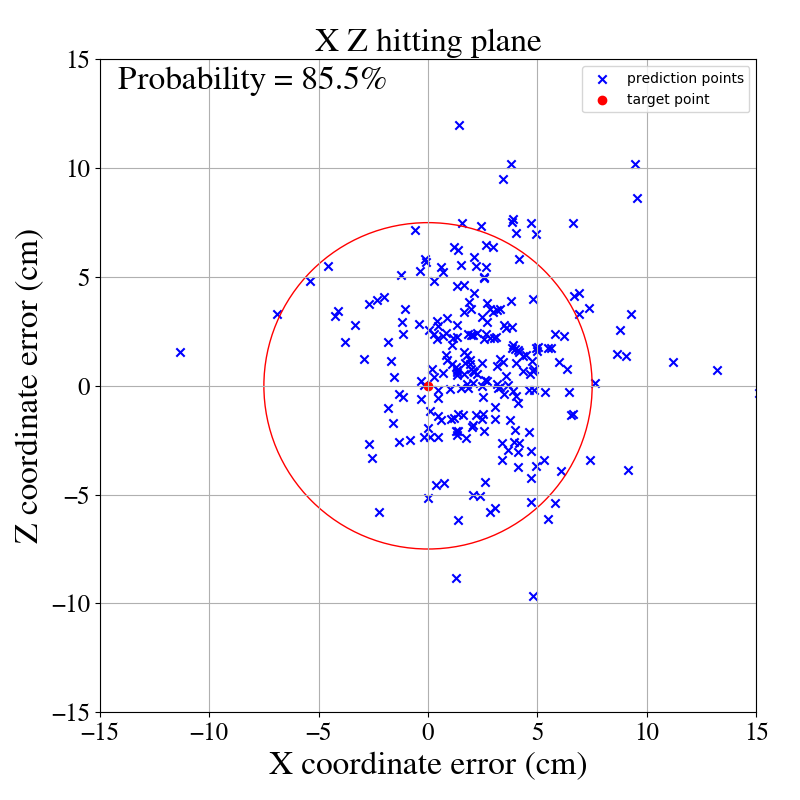 X Z hitting plane
Probability = 85.5%
prediction points
target point
Z coordinate error (cm)
15
10
5
0
−5
−10
−15
−15 −10 −5 0 5 10 15
X coordinate error (cm)